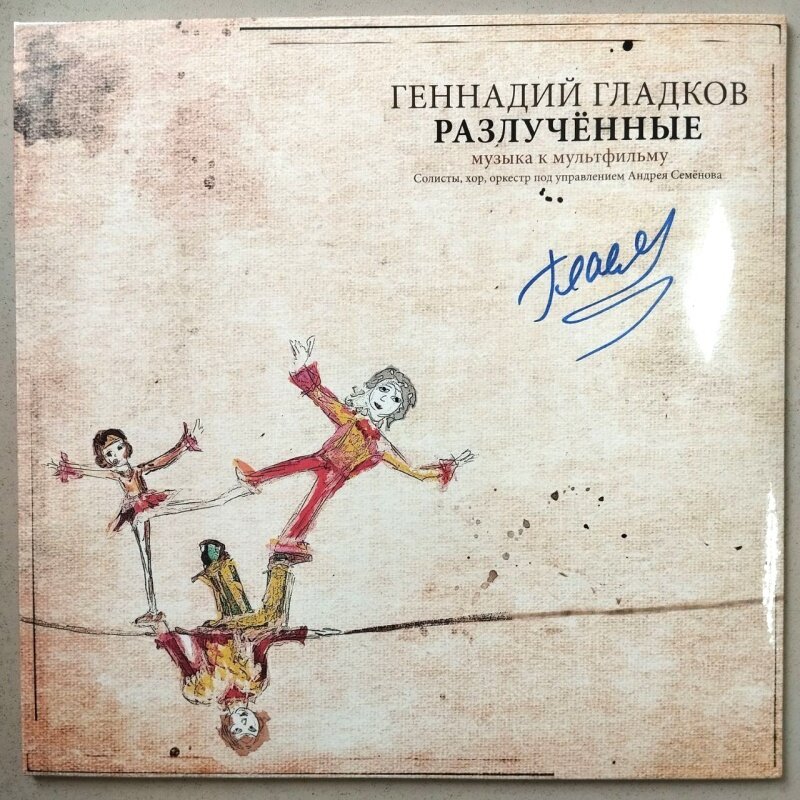 ГЕННАДИЙ ГЛАДКОВ
РАЗЛУЧЁННЫЕ
музыка к мультфильму
Солисты, хор, оркестр под управлением Андрея Семёнова